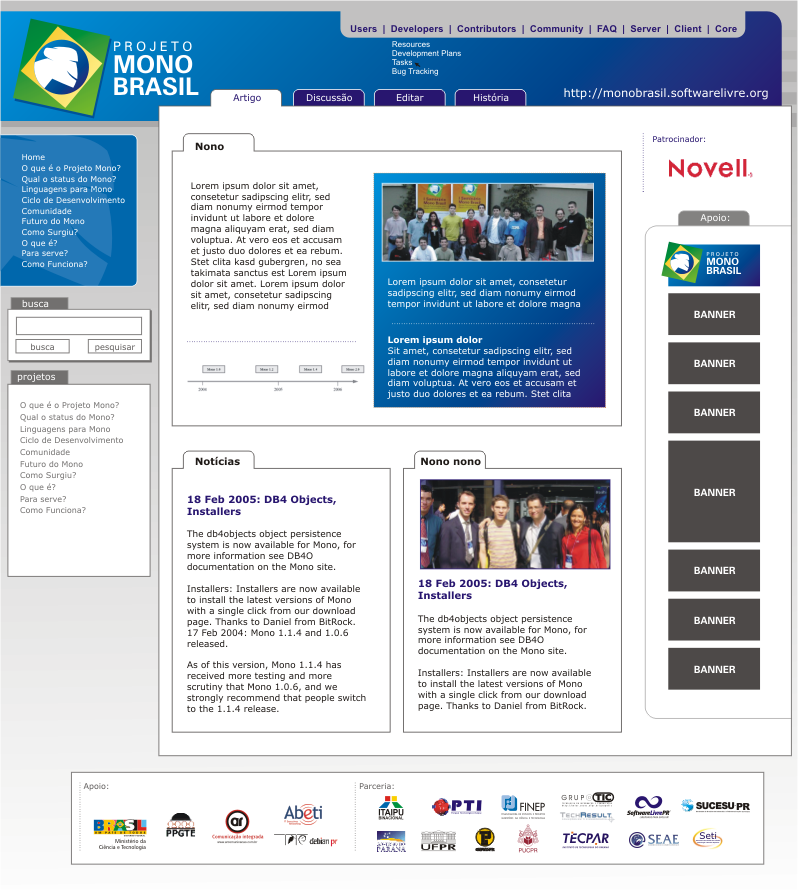 Users | Developers | Contributors | Community | FAQ | Server | Client | Core
Resources
Development Plans
Tasks
Bug Tracking
PROJETO
MONO
BRASIL
Artigo
Discussão
Editar
História
http://monobrasil.softwarelivre.org
Home
O que é o Projeto Mono?
Qual o status do Mono?
Linguagens para Mono
Ciclo de Desenvolvimento
Comunidade
Futuro do Mono
Como Surgiu?
O que é?
Para serve?
Como Funciona?
busca
busca
pesquisar
projetos
O que é o Projeto Mono?
Qual o status do Mono?
Linguagens para Mono
Ciclo de Desenvolvimento
Comunidade
Futuro do Mono
Como Surgiu?
O que é?
Para serve?
Como Funciona?
Nono
Lorem ipsum dolor sit amet,
consetetur sadipscing elitr, sed
diam nonumy eirmod tempor
invidunt ut labore et dolore
magna aliquyam erat, sed diam
voluptua. At vero eos et accusam
et justo duo dolores et ea rebum.
Stet clita kasd gubergren, no sea
takimata sanctus est Lorem ipsum
dolor sit amet. Lorem ipsum dolor
sit amet, consetetur sadipscing
elitr, sed diam nonumy eirmod
2004
2005
2006
Lorem ipsum dolor sit amet, consetetur
sadipscing elitr, sed diam nonumy eirmod
tempor invidunt ut labore et dolore magna
Lorem ipsum dolor
Sit amet, consetetur sadipscing elitr, sed
diam nonumy eirmod tempor invidunt ut
labore et dolore magna aliquyam erat, sed
diam voluptua. At vero eos et accusam et
justo duo dolores et ea rebum. Stet clita
Notícias
18 Feb 2005: DB4 Objects,
Installers
The db4objects object persistence
system is now available for Mono, for
more information see DB4O
documentation on the Mono site.
Installers: Installers are now available
to install the latest versions of Mono
with a single click from our download
page. Thanks to Daniel from BitRock.
17 Feb 2004: Mono 1.1.4 and 1.0.6
released.
As of this version, Mono 1.1.4 has
received more testing and more
scrutiny that Mono 1.0.6, and we
strongly recommend that people switch
to the 1.1.4 release.
Nono nono
18 Feb 2005: DB4 Objects,
Installers
The db4objects object persistence
system is now available for Mono, for
more information see DB4O
documentation on the Mono site.
Installers: Installers are now available
to install the latest versions of Mono
with a single click from our download
page. Thanks to Daniel from BitRock.
Patrocinador:
Novell
Apoio:
PROJETO
MONO
BRASIL
BANNER
BANNER
BANNER
BANNER
BANNER
BANNER
BANNER
Apoio:
BRASIL
Ministério da
Ciência e Tecnologia
PPGTE
ar
Comunicação Integrada
Abeti
debian pr
Parceria:
ITAIPU
BINACIONAL
PTI
FINEP
GRUPO TIC
TechResult
SoftwareLivrePR
SUCESU-PR
PARANÁ
UFPR
PUCPR
TECPAR
SEAE
Seti